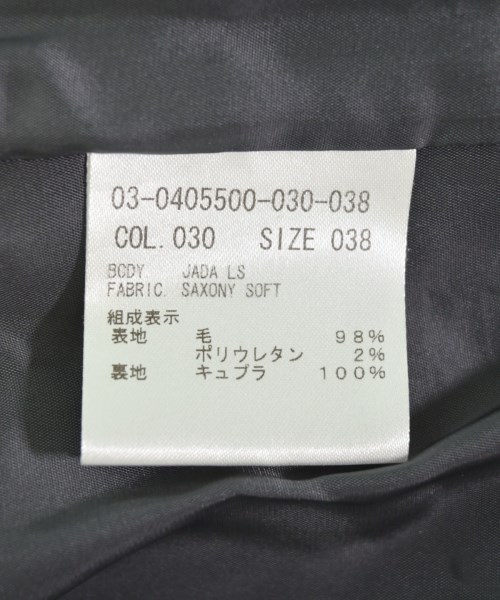 03-0405500-030-038
COL. 030 SIZE 038
BODY. JADA LS
FABRIC. SAXONY SOFT
組成表示
表地 毛 98%
ポリウレタン 2%
裏地 キュプラ 100%